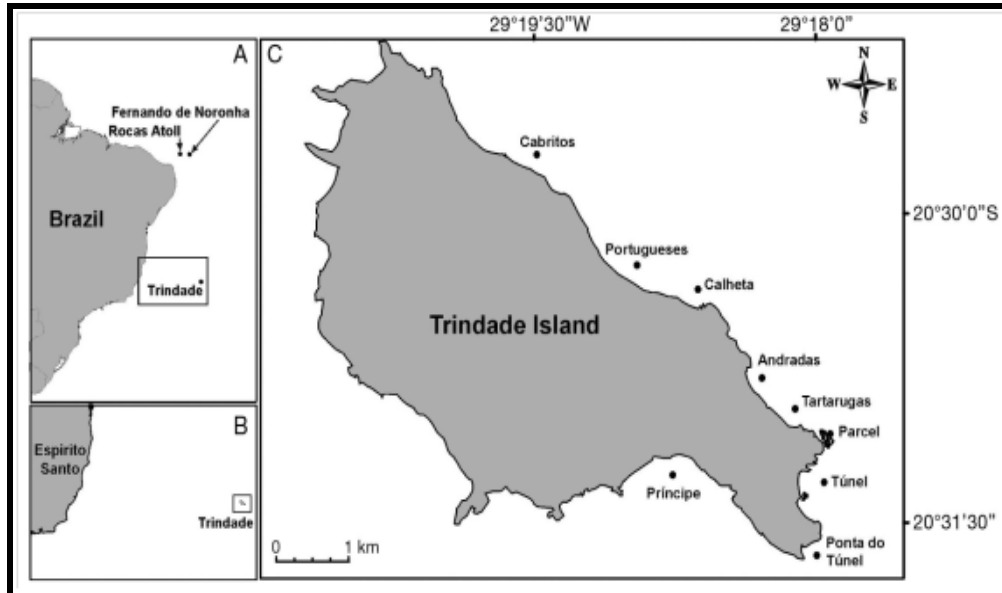 29°19'30"W
29°18'0"
A
Fernando de Noronha
Rocas Atoll
Brazil
Trindade
B
Espirito
Santo
Trindade
C
N
W
E
S
Cabritos
20°30'0"S
Portugueses
Calheta
Trindade Island
Andradas
Tartarugas
Parcel
Túnel
Príncipe
20°31'30"
Ponta do
Túnel
0
1 km